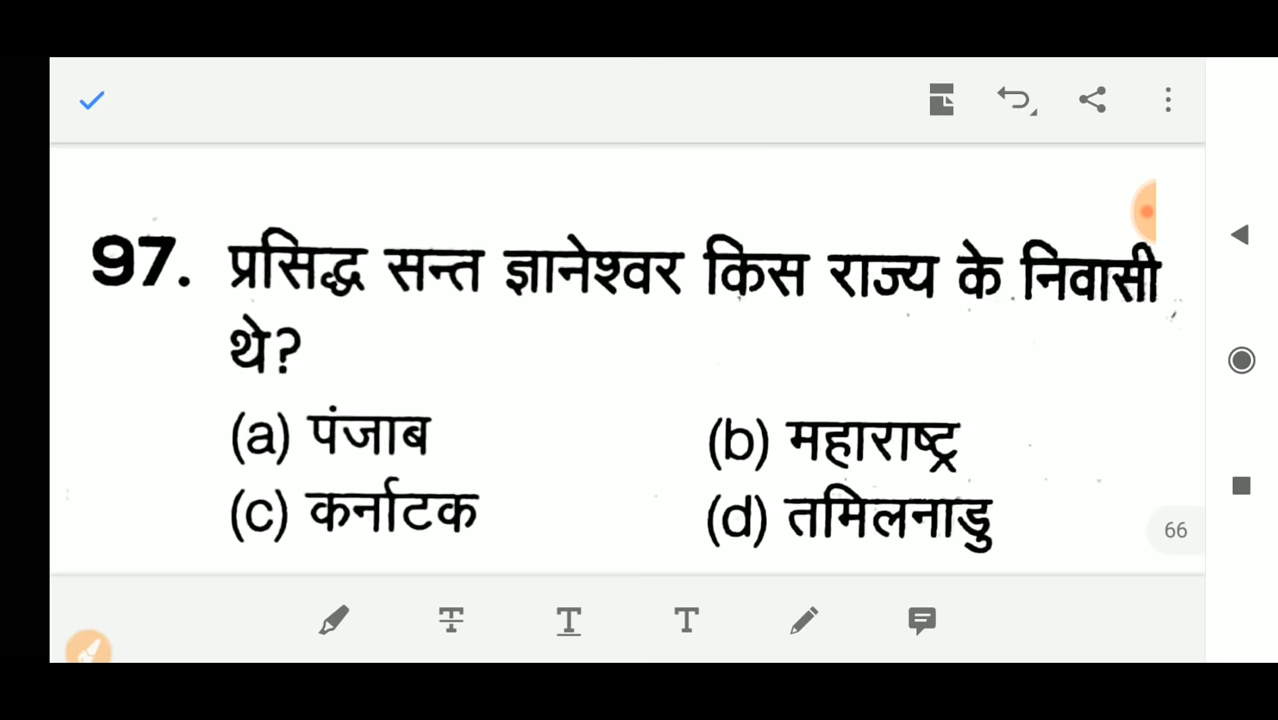 97. प्रसिद्ध सन्त ज्ञानेश्वर किस राज्य के निवासी
थे?
(a) पंजाब (b) महाराष्ट्र
(c) कर्नाटक (d) तमिलनाडु
66